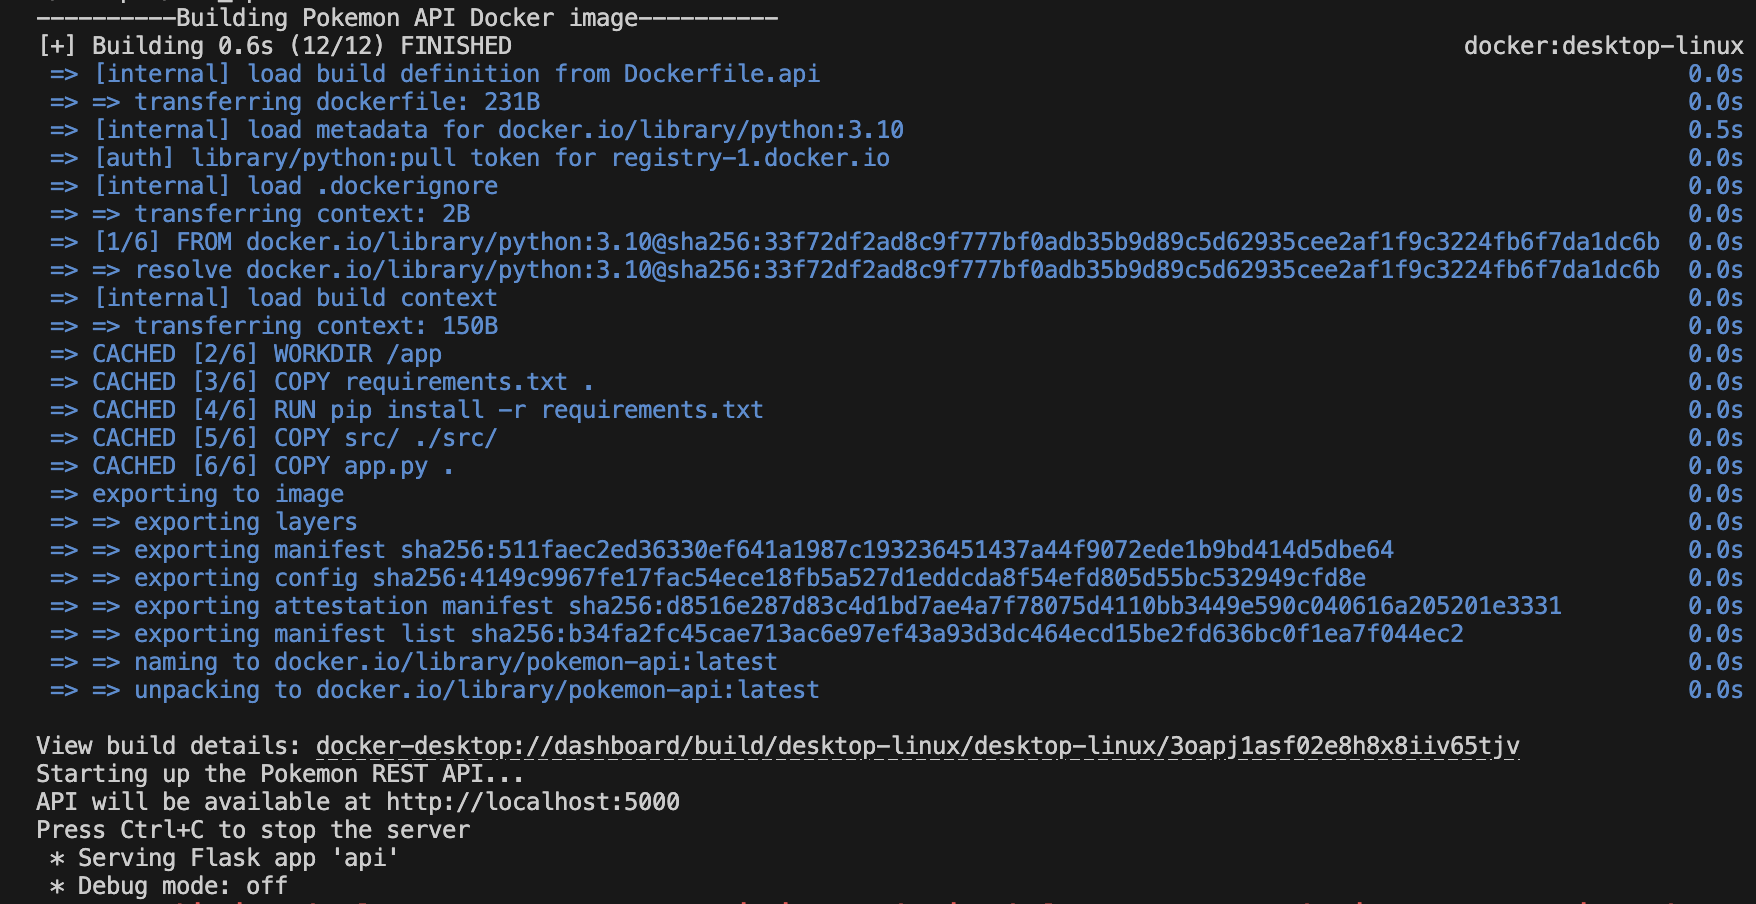 ----------Building Pokemon API Docker image----------
[+] Building 0.6s (12/12) FINISHED docker:desktop-linux
=> [internal] load build definition from Dockerfile.api 0.0s
=> => transferring dockerfile: 231B 0.0s
=> [internal] load metadata for docker.io/library/python:3.10 0.5s
=> [auth] library/python:pull token for registry-1.docker.io 0.0s
=> [internal] load .dockerignore 0.0s
=> => transferring context: 2B 0.0s
=> [1/6] FROM docker.io/library/python:3.10@sha256:33f72df2ad8c9f777bf0adb35b9d89c5d62935cee2af1f9c3224fb6f7da1dc6b 0.0s
=> => resolve docker.io/library/python:3.10@sha256:33f72df2ad8c9f777bf0adb35b9d89c5d62935cee2af1f9c3224fb6f7da1dc6b 0.0s
=> [internal] load build context 0.0s
=> => transferring context: 150B 0.0s
=> CACHED [2/6] WORKDIR /app 0.0s
=> CACHED [3/6] COPY requirements.txt . 0.0s
=> CACHED [4/6] RUN pip install -r requirements.txt 0.0s
=> CACHED [5/6] COPY src/ ./src/ 0.0s
=> CACHED [6/6] COPY app.py . 0.0s
=> exporting to image 0.0s
=> => exporting layers 0.0s
=> => exporting manifest sha256:511faec2ed36330ef641a1987c193236451437a44f9072ede1b9bd414d5dbe64 0.0s
=> => exporting config sha256:4149c9967fe17fac54ece18fb5a527d1eddcda8f54efd805d55bc532949cfd8e 0.0s
=> => exporting attestation manifest sha256:d8516e287d83c4d1bd7ae4a7f78075d4110bb3449e590c040616a205201e3331 0.0s
=> => exporting manifest list sha256:b34fa2fc45cae713ac6e97ef43a93d3dc464ecd15be2fd636bc0f1ea7f044ec2 0.0s
=> => naming to docker.io/library/pokemon-api:latest 0.0s
=> => unpacking to docker.io/library/pokemon-api:latest 0.0s
View build details: docker-desktop://dashboard/build/desktop-linux/desktop-linux/3oapj1asf02e8h8x8iiv65tjv
Starting up the Pokemon REST API...
API will be available at http://localhost:5000
Press Ctrl+C to stop the server
* Serving Flask app 'api'
* Debug mode: off